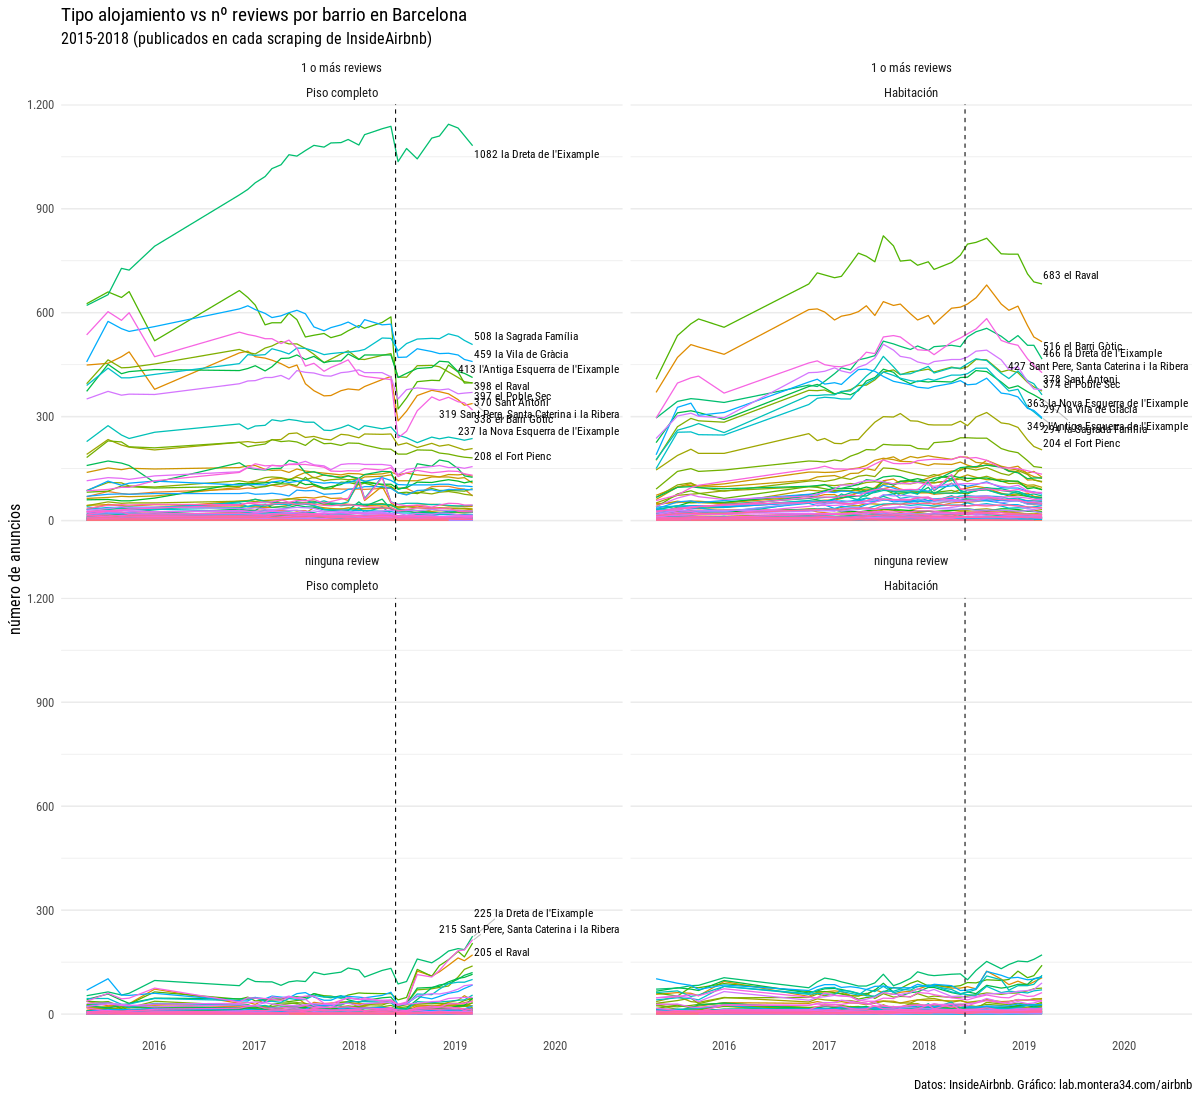 Tipo alojamiento vs nº reviews por barrio en Barcelona
2015-2018 (publicados en cada scraping de InsideAirbnb)
1 o más reviews
Piso completo
1 o más reviews
Habitación
1.200
900
600
300
0
1082 la Dreta de l'Eixample
508 la Sagrada Família
459 la Vila de Gràcia
413 l'Antiga Esquerra de l'Eixample
398 el Raval
397 el Poble Sec
370 Sant Antoni
319 Sant Pere, Santa Caterina i la Ribera
338 el Barri Gòtic
237 la Nova Esquerra de l'Eixample
208 el Fort Pienc
683 el Raval
516 el Barri Gòtic
466 la Dreta de l'Eixample
427 Sant Pere, Santa Caterina i la Ribera
378 Sant Antoni
374 el Poble Sec
363 la Nova Esquerra de l'Eixample
297 la Vila de Gràcia
349 l'Antiga Esquerra de l'Eixample
294 la Sagrada Família
204 el Fort Pienc
número de anuncios
ninguna review
Piso completo
ninguna review
Habitación
1.200
900
600
300
0
225 la Dreta de l'Eixample
215 Sant Pere, Santa Caterina i la Ribera
205 el Raval
2016
2017
2018
2019
2020
2016
2017
2018
2019
2020
Datos: InsideAirbnb. Gráfico: lab.montera34.com/airbnb